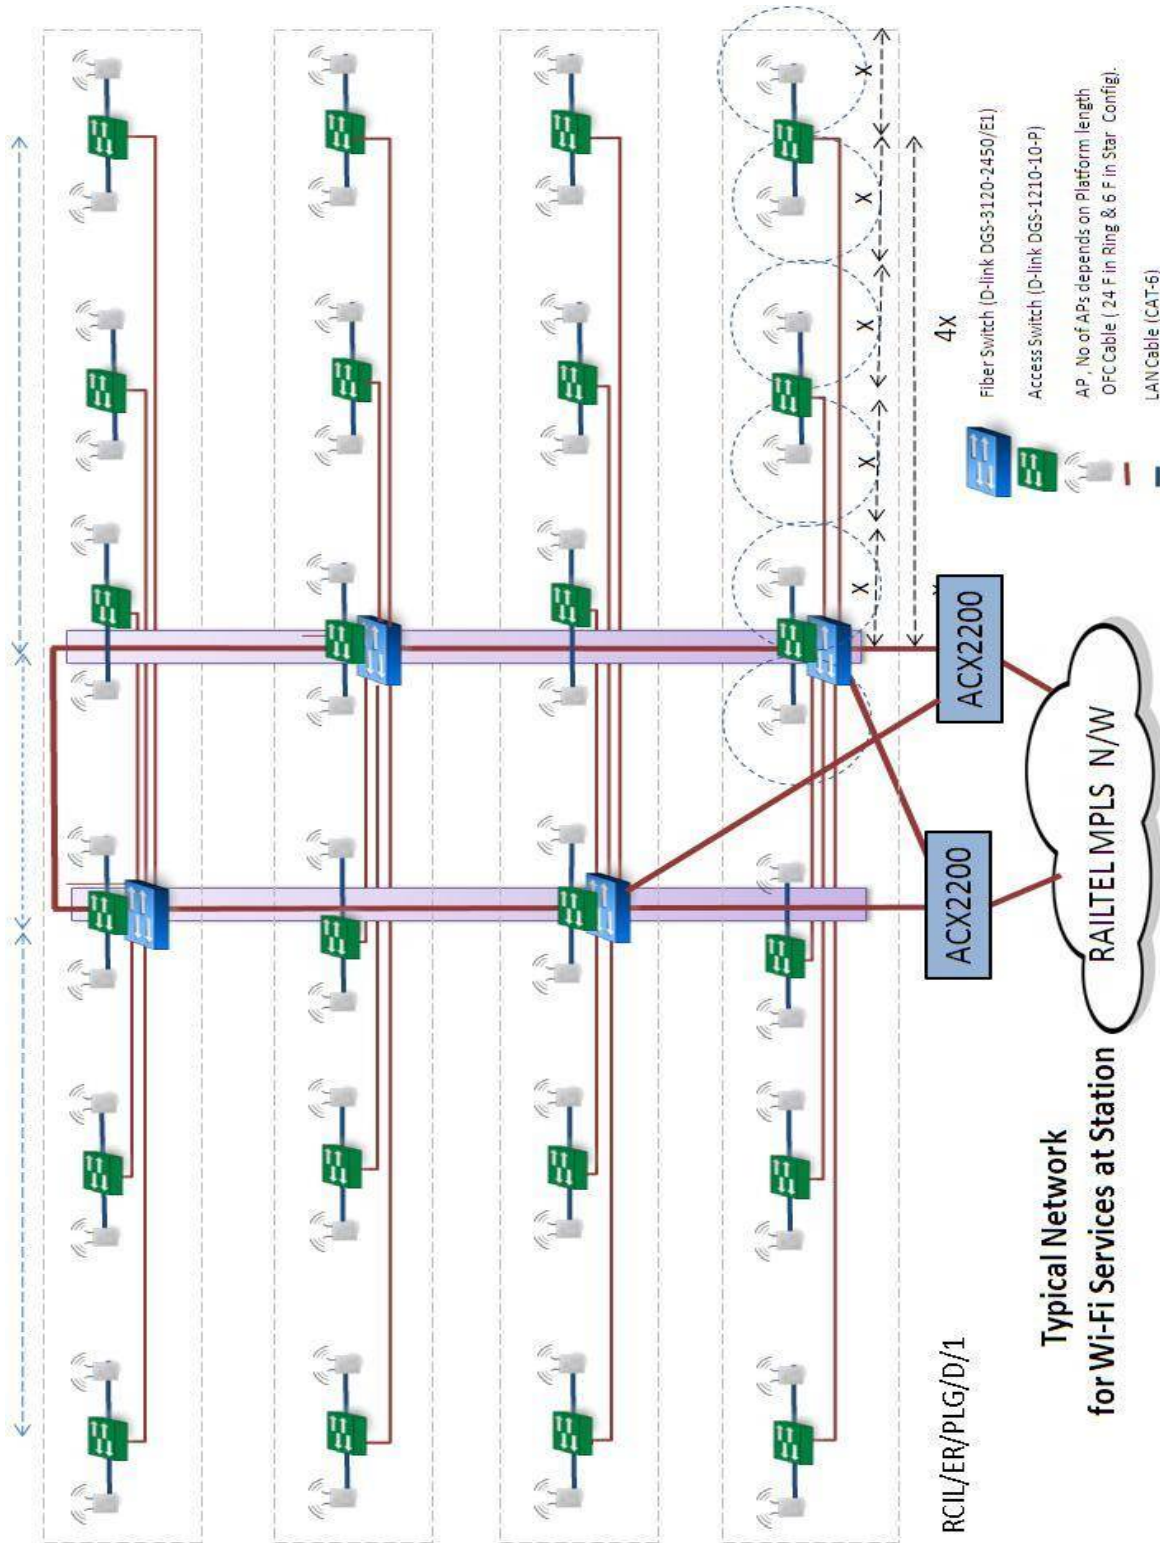 X
X
X
X
X
4x
Fiber Switch (D-link DGS-3120-2450/E1)
Access Switch (D-link DGS-1210-10-P)
AP , No of APs depends on Platform length
OFC Cable ( 24 F in Ring & 6 F in Star Config).
LAN Cable (CAT-6)
ACX2200
ACX2200
RAILTEL MPLS N/W
RCIL/ER/PLG/D/1
Typical Network
for Wi-Fi Services at Station